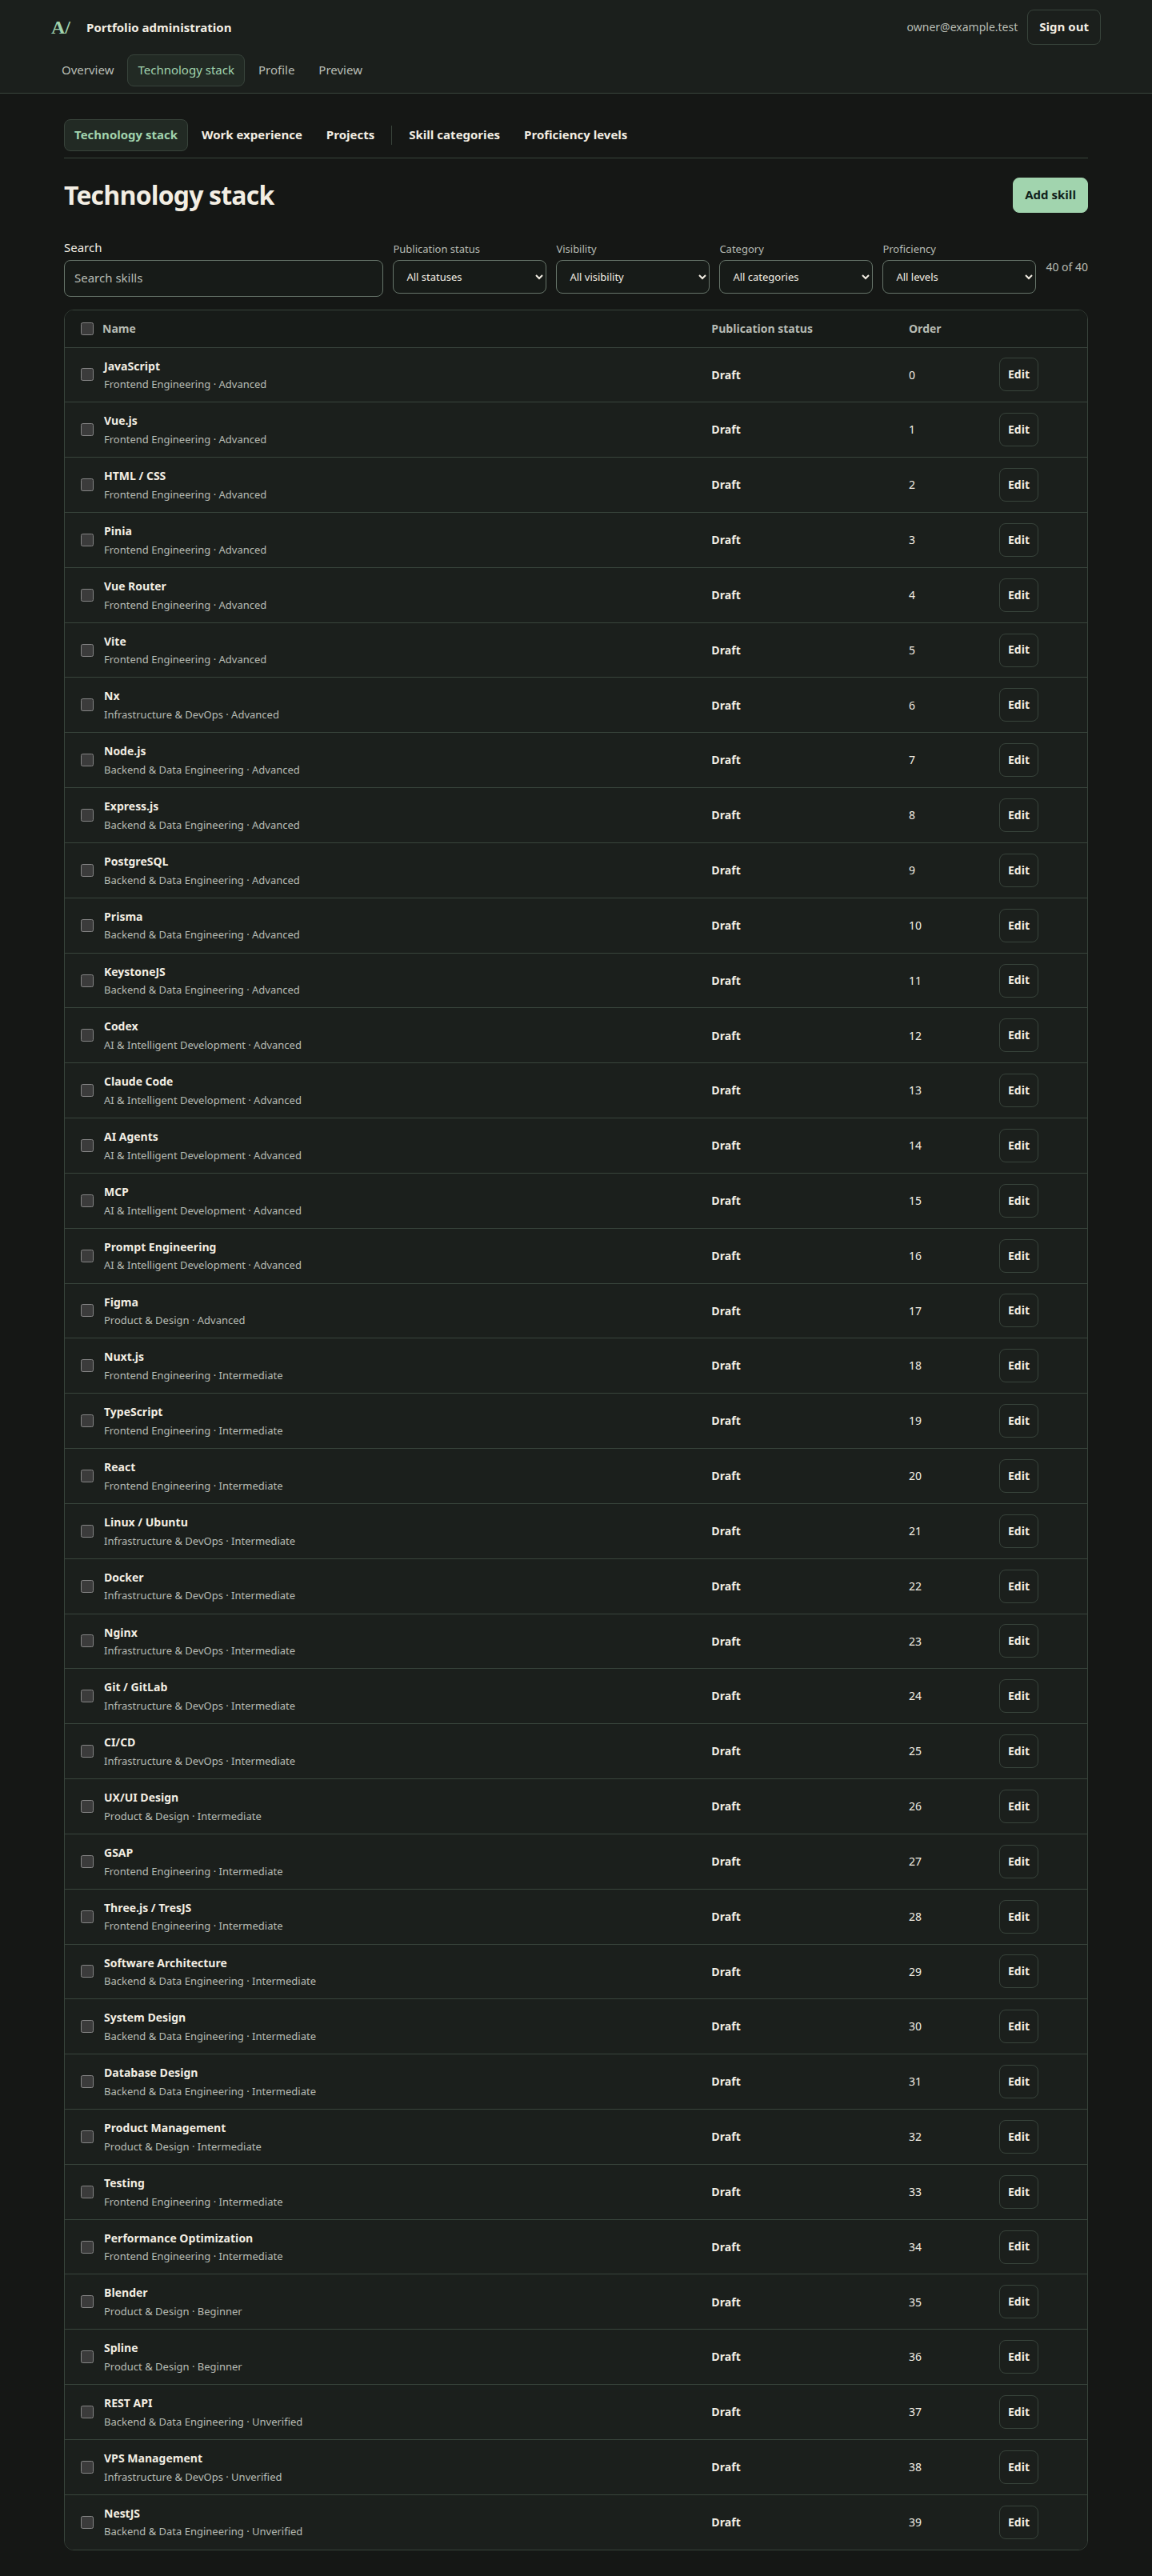 A/ Portfolio administration owner@example.test Sign out
Overview Technology stack Profile Preview
Technology stack Work experience Projects Skill categories Proficiency levels
Technology stack Add skill
Search Publication status Visibility Category Proficiency
Search skills All statuses All visibility All categories All levels 40 of 40
Name Publication status Order
JavaScript
Frontend Engineering · Advanced
Draft 0 Edit
Vue.js
Frontend Engineering · Advanced
Draft 1 Edit
HTML / CSS
Frontend Engineering · Advanced
Draft 2 Edit
Pinia
Frontend Engineering · Advanced
Draft 3 Edit
Vue Router
Frontend Engineering · Advanced
Draft 4 Edit
Vite
Frontend Engineering · Advanced
Draft 5 Edit
Nx
Infrastructure & DevOps · Advanced
Draft 6 Edit
Node.js
Backend & Data Engineering · Advanced
Draft 7 Edit
Express.js
Backend & Data Engineering · Advanced
Draft 8 Edit
PostgreSQL
Backend & Data Engineering · Advanced
Draft 9 Edit
Prisma
Backend & Data Engineering · Advanced
Draft 10 Edit
KeystoneJS
Backend & Data Engineering · Advanced
Draft 11 Edit
Codex
AI & Intelligent Development · Advanced
Draft 12 Edit
Claude Code
AI & Intelligent Development · Advanced
Draft 13 Edit
AI Agents
AI & Intelligent Development · Advanced
Draft 14 Edit
MCP
AI & Intelligent Development · Advanced
Draft 15 Edit
Prompt Engineering
AI & Intelligent Development · Advanced
Draft 16 Edit
Figma
Product & Design · Advanced
Draft 17 Edit
Nuxt.js
Frontend Engineering · Intermediate
Draft 18 Edit
TypeScript
Frontend Engineering · Intermediate
Draft 19 Edit
React
Frontend Engineering · Intermediate
Draft 20 Edit
Linux / Ubuntu
Infrastructure & DevOps · Intermediate
Draft 21 Edit
Docker
Infrastructure & DevOps · Intermediate
Draft 22 Edit
Nginx
Infrastructure & DevOps · Intermediate
Draft 23 Edit
Git / GitLab
Infrastructure & DevOps · Intermediate
Draft 24 Edit
CI/CD
Infrastructure & DevOps · Intermediate
Draft 25 Edit
UX/UI Design
Product & Design · Intermediate
Draft 26 Edit
GSAP
Frontend Engineering · Intermediate
Draft 27 Edit
Three.js / TresJS
Frontend Engineering · Intermediate
Draft 28 Edit
Software Architecture
Backend & Data Engineering · Intermediate
Draft 29 Edit
System Design
Backend & Data Engineering · Intermediate
Draft 30 Edit
Database Design
Backend & Data Engineering · Intermediate
Draft 31 Edit
Product Management
Product & Design · Intermediate
Draft 32 Edit
Testing
Frontend Engineering · Intermediate
Draft 33 Edit
Performance Optimization
Frontend Engineering · Intermediate
Draft 34 Edit
Blender
Product & Design · Beginner
Draft 35 Edit
Spline
Product & Design · Beginner
Draft 36 Edit
REST API
Backend & Data Engineering · Unverified
Draft 37 Edit
VPS Management
Infrastructure & DevOps · Unverified
Draft 38 Edit
NestJS
Backend & Data Engineering · Unverified
Draft 39 Edit